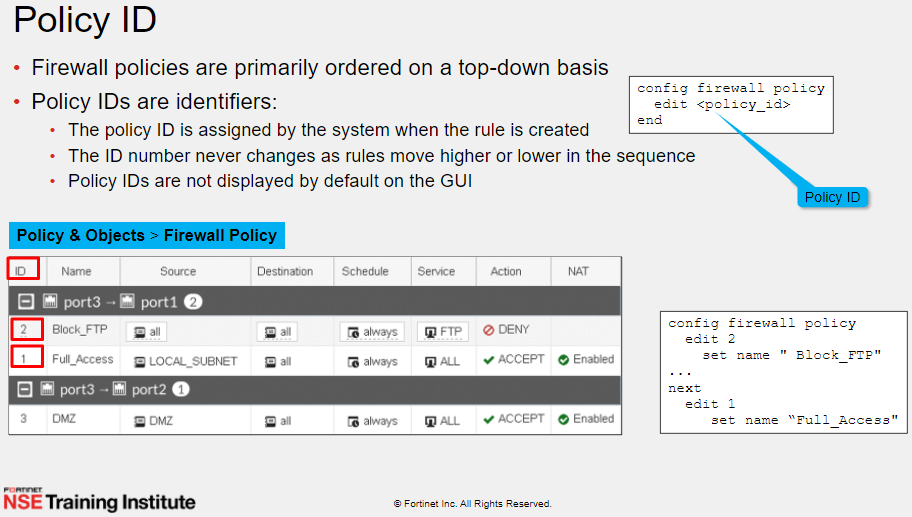 Policy ID
• Firewall policies are primarily ordered on a top-down basis
• Policy IDs are identifiers:
• The policy ID is assigned by the system when the rule is created
• The ID number never changes as rules move higher or lower in the sequence
• Policy IDs are not displayed by default on the GUI
config firewall policy
edit <policy_id>
end
Policy ID
Policy & Objects > Firewall Policy
ID Name Source Destination Schedule Service Action NAT
port3 → port1 2
2 Block_FTP all all always FTP DENY
1 Full_Access LOCAL_SUBNET all always ALL ACCEPT Enabled
port3 → port2 1
3 DMZ DMZ all always ALL ACCEPT Enabled
config firewall policy
edit 2
set name " Block_FTP"
...
next
edit 1
set name “Full_Access"
FORTINET
NSE Training Institute
© Fortinet Inc. All Rights Reserved.